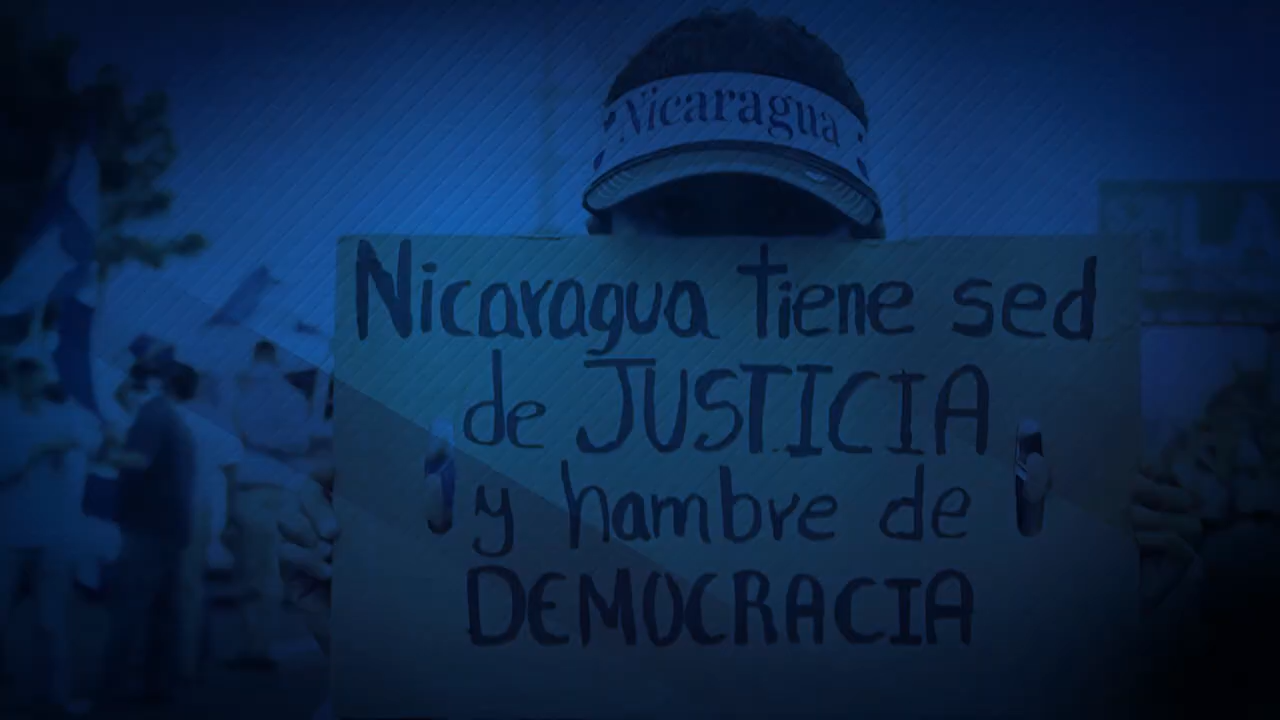 Nicaragua
Nicaragua tiene sed
de JUSTICIA
y hambre de
DEMOCRACIA